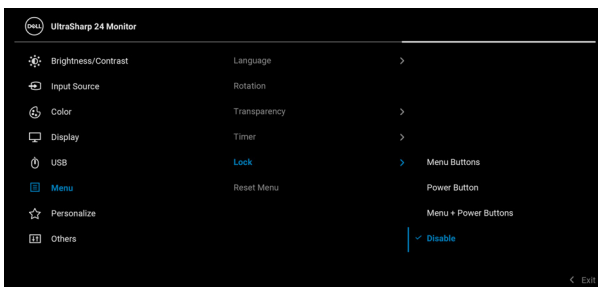 DELL UltraSharp 24 Monitor
Brightness/Contrast Language
Input Source Rotation
Color Transparency
Display Timer
USB Lock Menu Buttons
Menu Reset Menu Power Button
Personalize Menu + Power Buttons
Others Disable
Exit